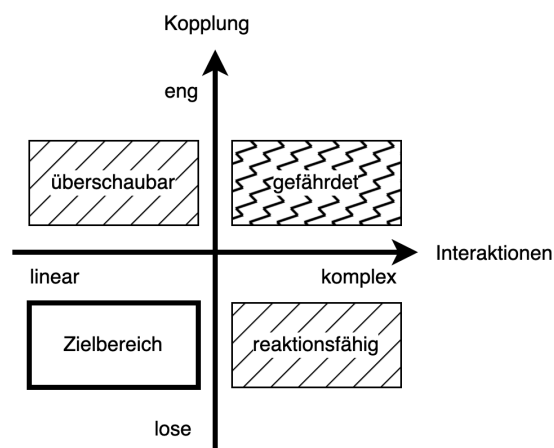 Kopplung
eng
überschaubar
gefährdet
Interaktionen
linear
komplex
Zielbereich
reaktionsfähig
lose